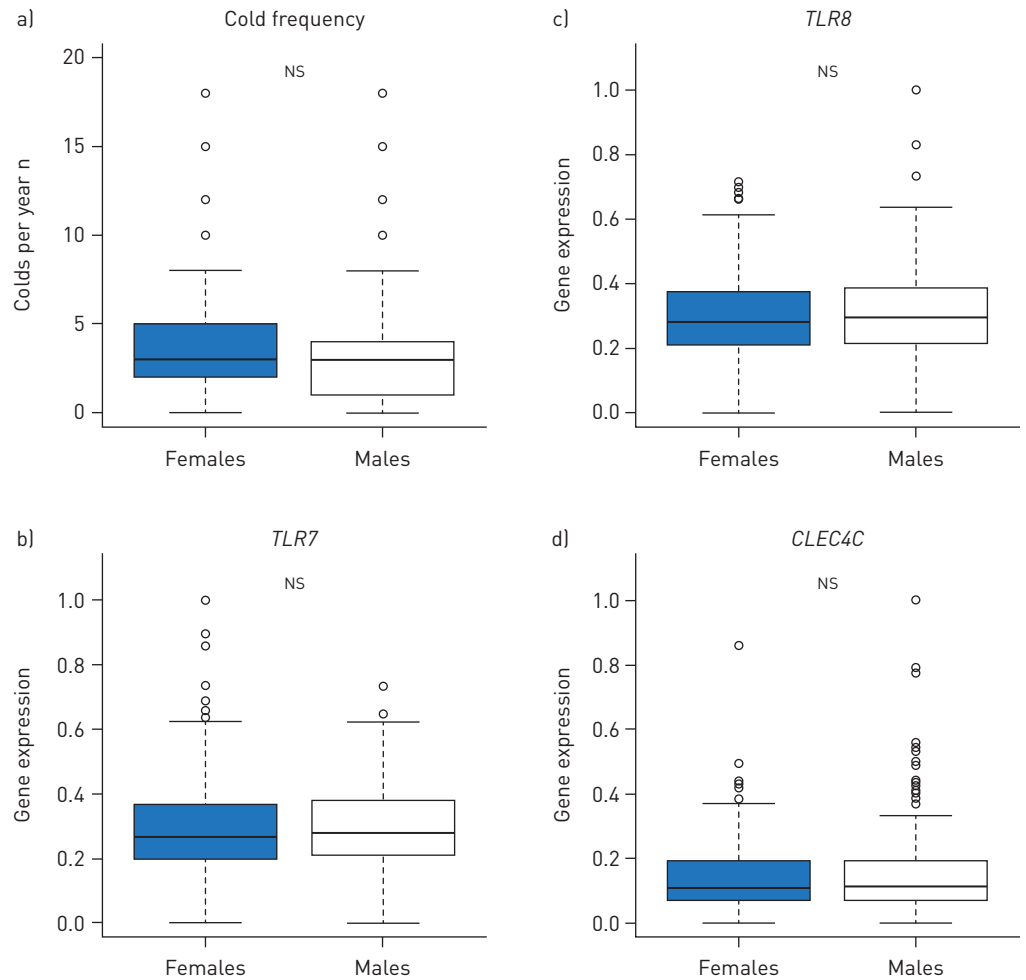 a) Cold frequency
NS
20
15
10
5
0
Colds per year n
Females Males
c) TLR8
NS
1.0
0.8
0.6
0.4
0.2
0.0
Gene expression
Females Males
b) TLR7
NS
1.0
0.8
0.6
0.4
0.2
0.0
Gene expression
Females Males
d) CLEC4C
NS
1.0
0.8
0.6
0.4
0.2
0.0
Gene expression
Females Males